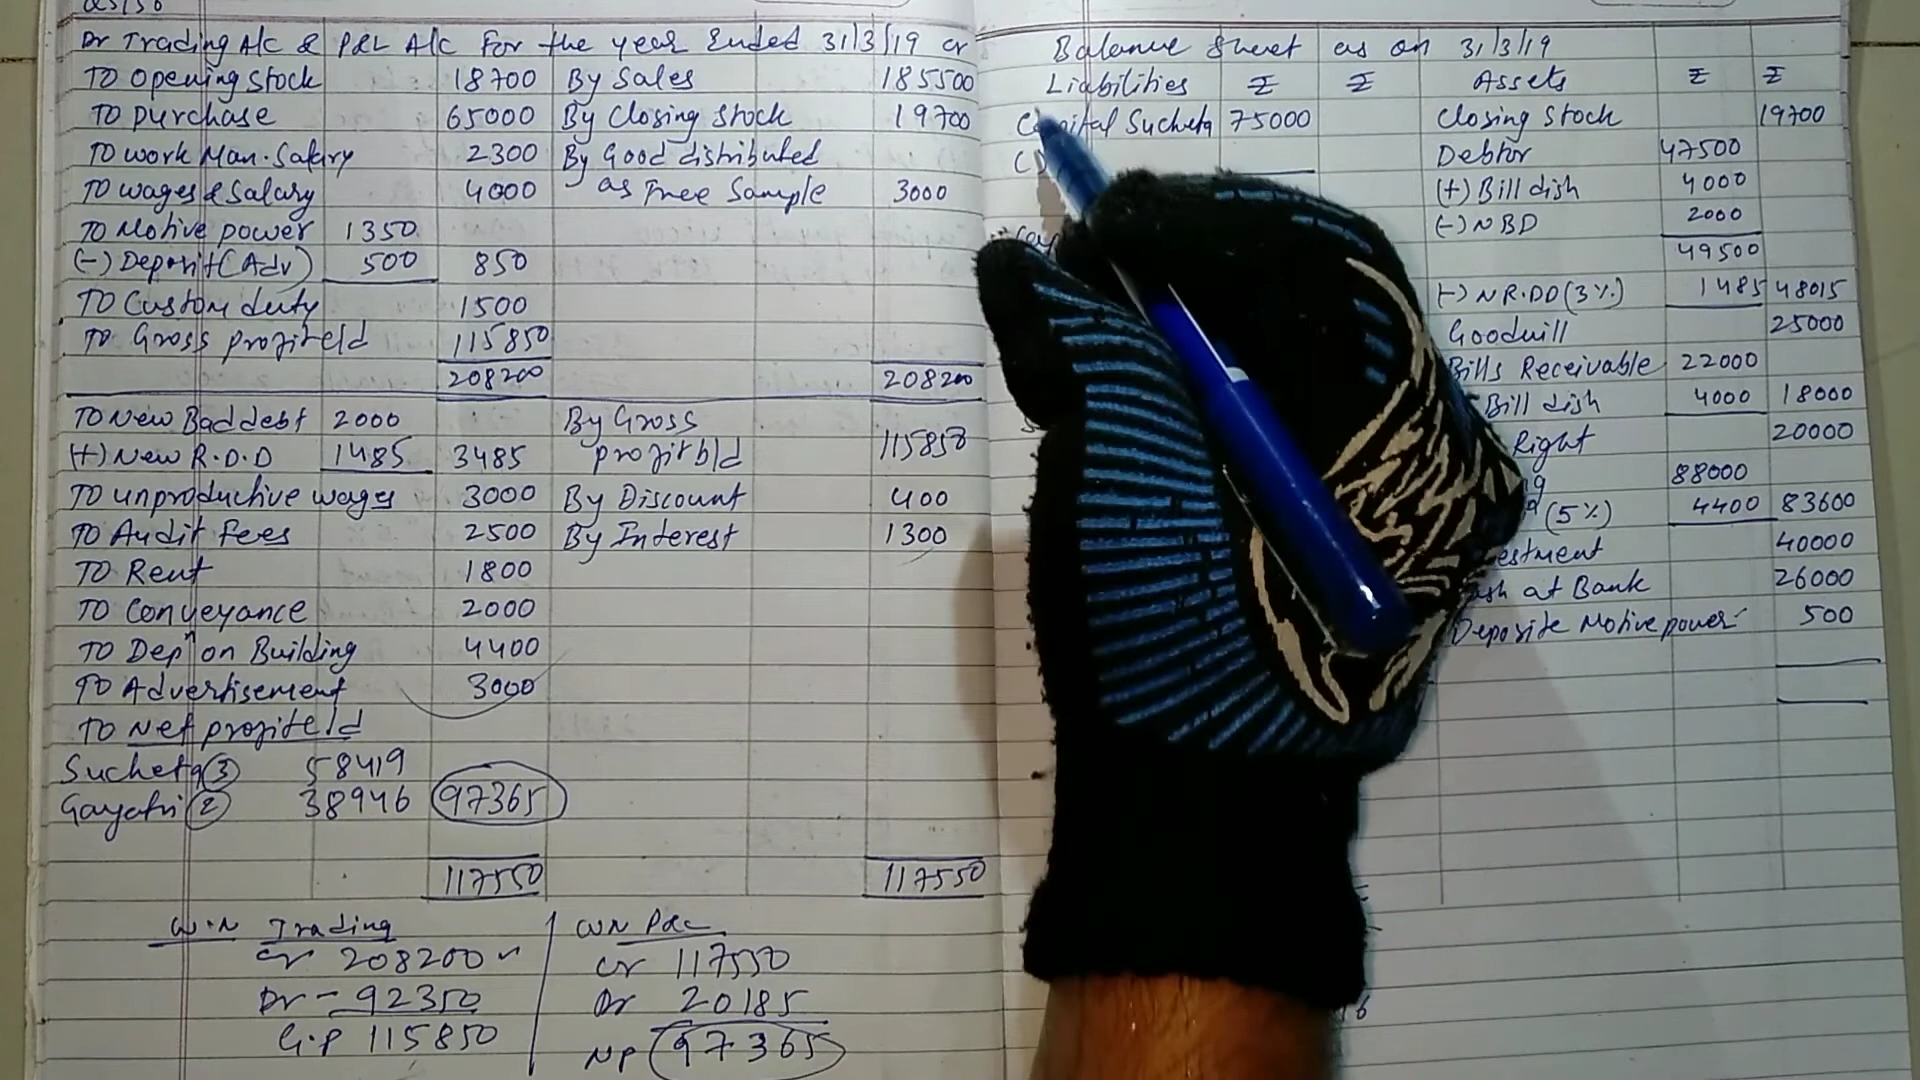 Dr Trading A/c & P&L A/c For the year Ended 31/3/19 cr
TO Opening Stock 18700 By Sales 185500
TO purchase 65000 By Closing Stock 19700
TO work Man. Salary 2300 By Good distributed
TO wages & Salary 4000 as Free Sample 3000
TO Motive power 1350
(-) Deposit (Adv) 500 850
TO Custom duty 1500
TO Gross profit c/d 115850
208200 208200
TO New Bad debt 2000 By Gross
(+) New R.D.D 1485 3485 profit b/d 115850
TO unproductive wages 3000 By Discount 400
TO Audit Fees 2500 By Interest 1300
TO Rent 1800
TO Conveyance 2000
TO Depn on Building 4400
TO Advertisement 3000
TO Net profit c/d
Sucheta 3 58419
Gayatri 2 38946 97365
117550 117550
W.N Trading
cr 208200
Dr - 92350
G.P 115850
WN P&L
cr 117550
Dr 20185
NP 97365
Balance Sheet as on 31/3/19
Liabilities ₹ ₹ Assets ₹ ₹
Capital Sucheta 75000 Closing Stock 19700
Debtor 47500
(+) Bill dish 4000
(-) NBD 2000
49500
(-) N R.DD (3%) 1485 48015
Goodwill 25000
Bills Receivable 22000
Bill dish 4000 18000
Right 20000
88000
(5%) 4400 83600
estment 40000
ash at Bank 26000
Deposite Motive power 500